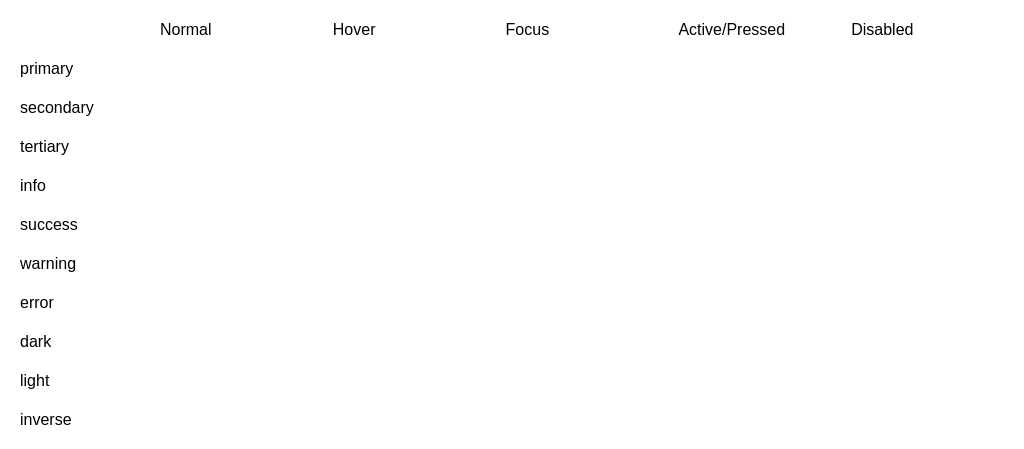 Normal Hover Focus Active/Pressed Disabled
primary
secondary
tertiary
info
success
warning
error
dark
light
inverse